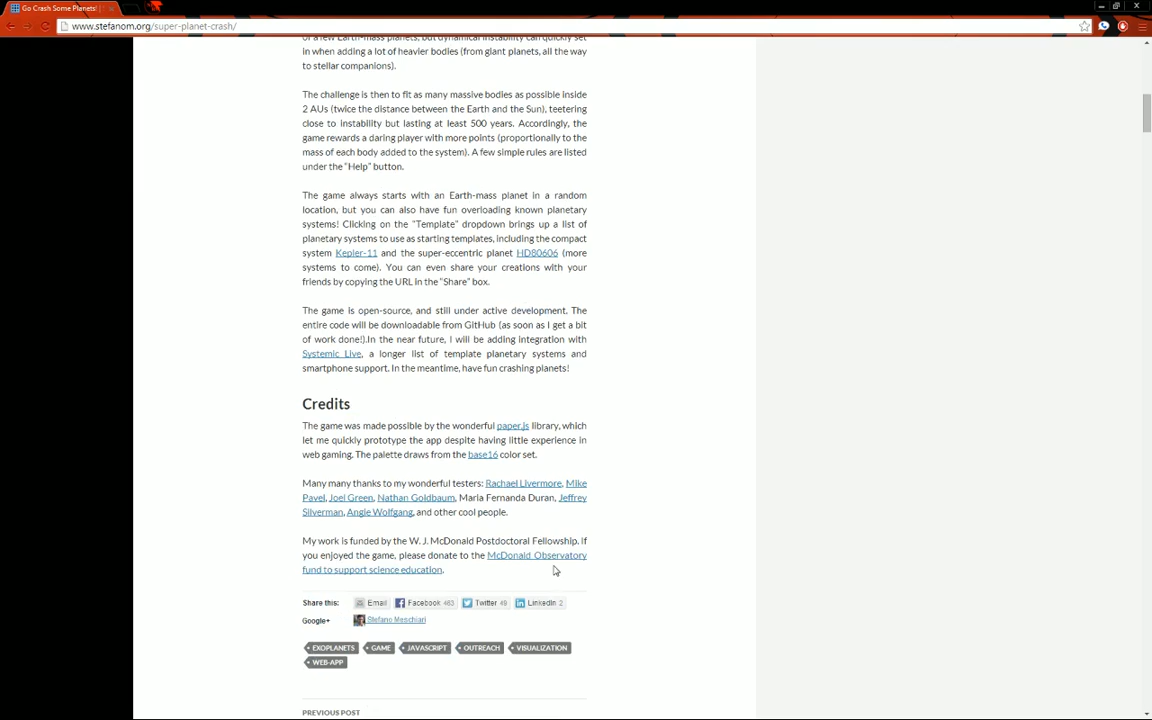 Go Crash Some Planets! |
www.stefanom.org/super-planet-crash/
of a few Earth-mass planets, but dynamical instability can quickly set
in when adding a lot of heavier bodies (from giant planets, all the way
to stellar companions).
The challenge is then to fit as many massive bodies as possible inside
2 AUs (twice the distance between the Earth and the Sun), teetering
close to instability but lasting at least 500 years. Accordingly, the
game rewards a daring player with more points (proportionally to the
mass of each body added to the system). A few simple rules are listed
under the "Help" button.
The game always starts with an Earth-mass planet in a random
location, but you can also have fun overloading known planetary
systems! Clicking on the "Template" dropdown brings up a list of
planetary systems to use as starting templates, including the compact
system Kepler-11 and the super-eccentric planet HD80606 (more
systems to come). You can even share your creations with your
friends by copying the URL in the "Share" box.
The game is open-source, and still under active development. The
entire code will be downloadable from GitHub (as soon as I get a bit
of work done!).In the near future, I will be adding integration with
Systemic Live, a longer list of template planetary systems and
smartphone support. In the meantime, have fun crashing planets!
Credits
The game was made possible by the wonderful paper.js library, which
let me quickly prototype the app despite having little experience in
web gaming. The palette draws from the base16 color set.
Many many thanks to my wonderful testers: Rachael Livermore, Mike
Pavel, Joel Green, Nathan Goldbaum, Maria Fernanda Duran, Jeffrey
Silverman, Angie Wolfgang, and other cool people.
My work is funded by the W. J. McDonald Postdoctoral Fellowship. If
you enjoyed the game, please donate to the McDonald Observatory
fund to support science education.
Share this: Email Facebook 463 Twitter 49 LinkedIn 2
Google+ Stefano Meschiari
EXOPLANETS GAME JAVASCRIPT OUTREACH VISUALIZATION
WEB-APP
PREVIOUS POST